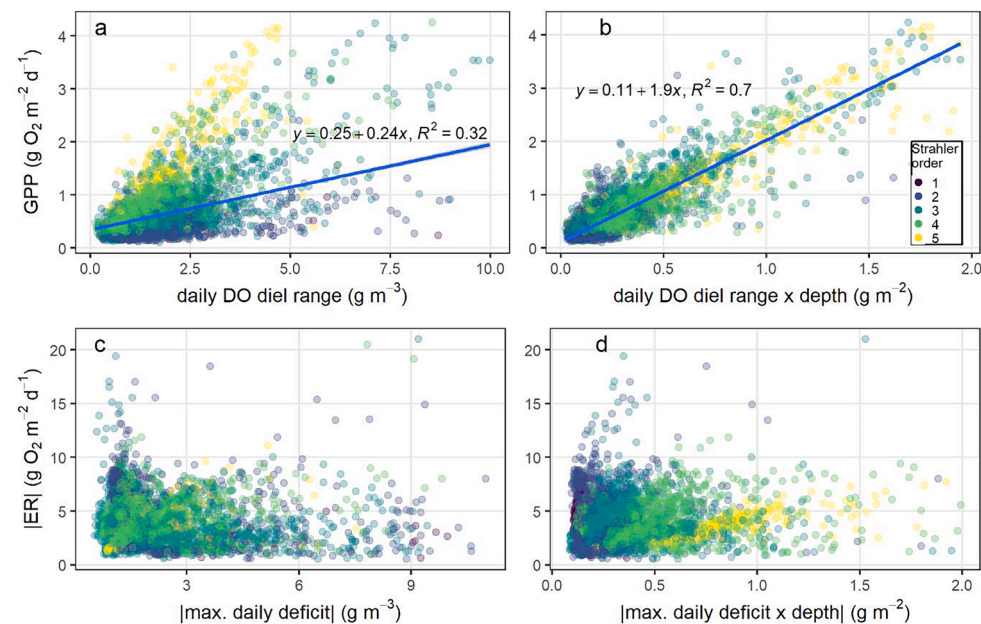 a
GPP (g O₂ m⁻² d⁻¹)
4
3
2
1
0
y = 0.25 + 0.24x, R² = 0.32
0.0 2.5 5.0 7.5 10.0
daily DO diel range (g m⁻³)
b
4
3
2
1
0
y = 0.11 + 1.9x, R² = 0.7
Strahler
order
1
2
3
4
5
0.0 0.5 1.0 1.5 2.0
daily DO diel range x depth (g m⁻²)
c
|ER| (g O₂ m⁻² d⁻¹)
20
15
10
5
0
3 6 9
|max. daily deficit| (g m⁻³)
d
20
15
10
5
0
0.0 0.5 1.0 1.5 2.0
|max. daily deficit x depth| (g m⁻²)